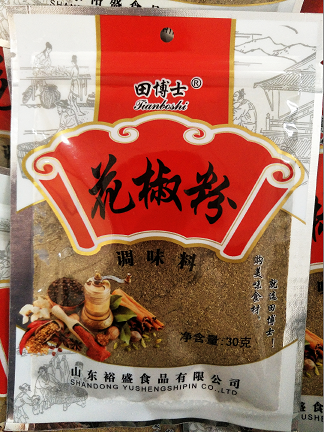 田博士®
Tianboshi
花椒粉
调味料
购美味食材,
就选田博士!
净含量:30克
山东裕盛食品有限公司
SHANDONG YUSHENGSHIPIN CO.,LTD